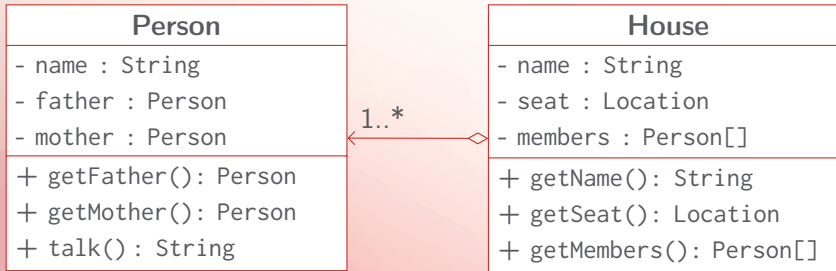 Person
- name : String
- father : Person
- mother : Person
+ getFather(): Person
+ getMother(): Person
+ talk() : String
1..*
House
- name : String
- seat : Location
- members : Person[]
+ getName(): String
+ getSeat(): Location
+ getMembers(): Person[]